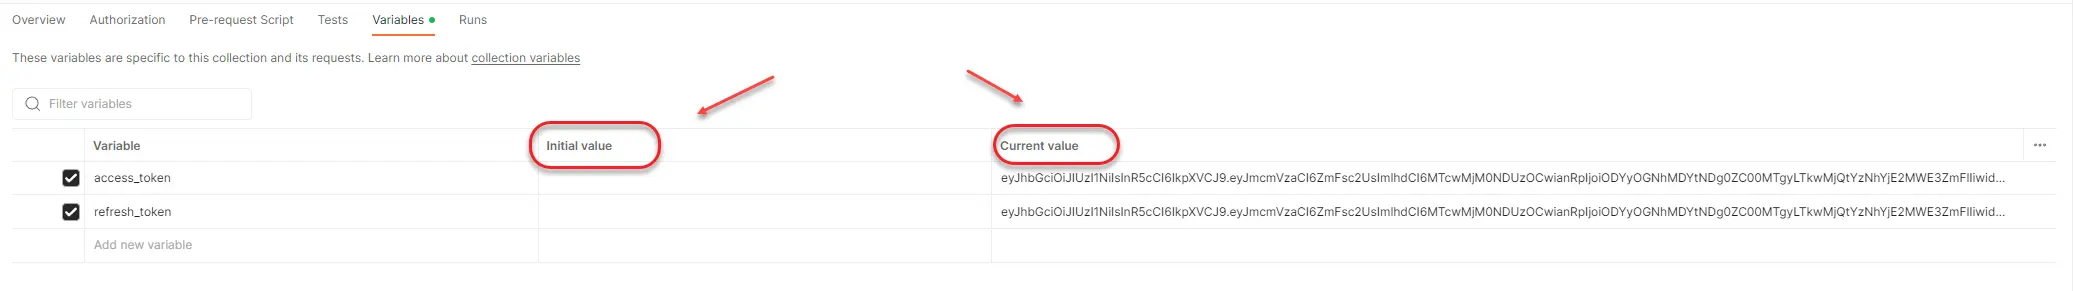 Overview Authorization Pre-request Script Tests Variables Runs
These variables are specific to this collection and its requests. Learn more about collection variables
Filter variables
Variable Initial value Current value
access_token eyJhbGciOiJIUzI1NiIsInR5cCI6IkpXVCJ9.eyJmcmVzaCI6ZmFsc2UsImlhdCI6MTcwMjM0NDUzOCwianRpIjoiODYyOGNhMDYtNDg0ZC00MTgyLTkwMjQtYzNhYjE2MWE3ZmFlIiwid...
refresh_token eyJhbGciOiJIUzI1NiIsInR5cCI6IkpXVCJ9.eyJmcmVzaCI6ZmFsc2UsImlhdCI6MTcwMjM0NDUzOCwianRpIjoiODYyOGNhMDYtNDg0ZC00MTgyLTkwMjQtYzNhYjE2MWE3ZmFlIiwid...
Add new variable